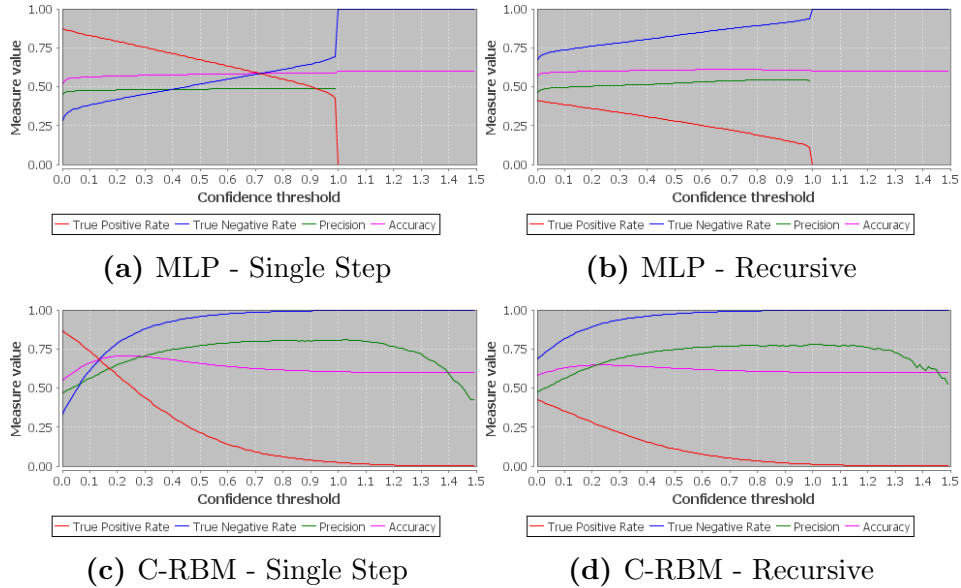 Measure value
1.00
0.75
0.50
0.25
0.00
0.0 0.1 0.2 0.3 0.4 0.5 0.6 0.7 0.8 0.9 1.0 1.1 1.2 1.3 1.4 1.5
Confidence threshold
True Positive Rate True Negative Rate Precision Accuracy
(a) MLP - Single Step
Measure value
1.00
0.75
0.50
0.25
0.00
0.0 0.1 0.2 0.3 0.4 0.5 0.6 0.7 0.8 0.9 1.0 1.1 1.2 1.3 1.4 1.5
Confidence threshold
True Positive Rate True Negative Rate Precision Accuracy
(b) MLP - Recursive
Measure value
1.00
0.75
0.50
0.25
0.00
0.0 0.1 0.2 0.3 0.4 0.5 0.6 0.7 0.8 0.9 1.0 1.1 1.2 1.3 1.4 1.5
Confidence threshold
True Positive Rate True Negative Rate Precision Accuracy
(c) C-RBM - Single Step
Measure value
1.00
0.75
0.50
0.25
0.00
0.0 0.1 0.2 0.3 0.4 0.5 0.6 0.7 0.8 0.9 1.0 1.1 1.2 1.3 1.4 1.5
Confidence threshold
True Positive Rate True Negative Rate Precision Accuracy
(d) C-RBM - Recursive